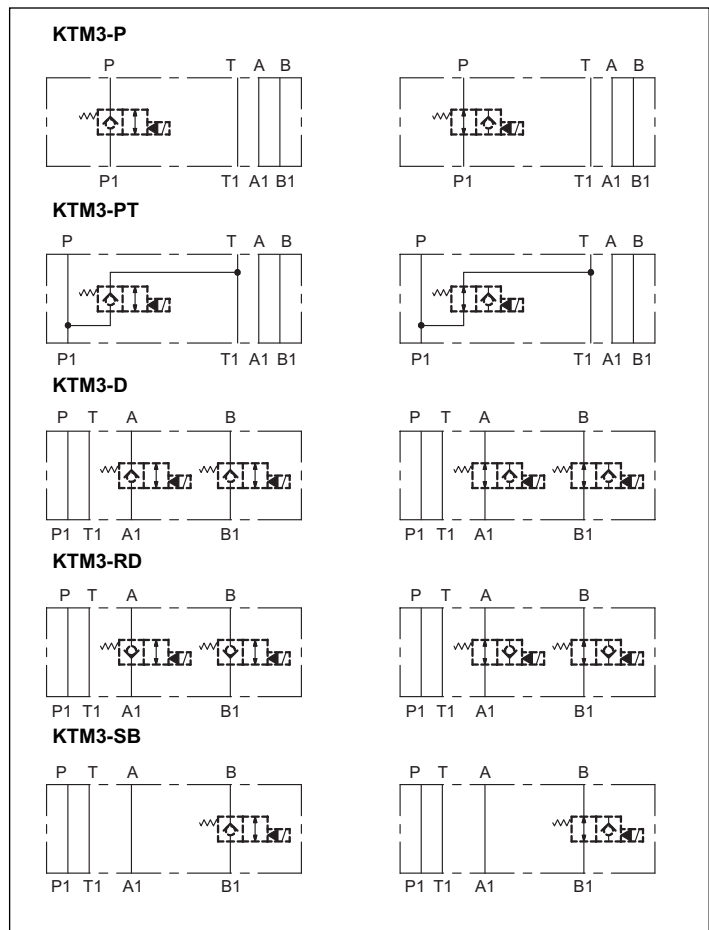 KTM3-P
P T A B P T A B
P1 T1 A1 B1 P1 T1 A1 B1
KTM3-PT
P T A B P T A B
P1 T1 A1 B1 P1 T1 A1 B1
KTM3-D
P T A B P T A B
P1 T1 A1 B1 P1 T1 A1 B1
KTM3-RD
P T A B P T A B
P1 T1 A1 B1 P1 T1 A1 B1
KTM3-SB
P T A B P T A B
P1 T1 A1 B1 P1 T1 A1 B1